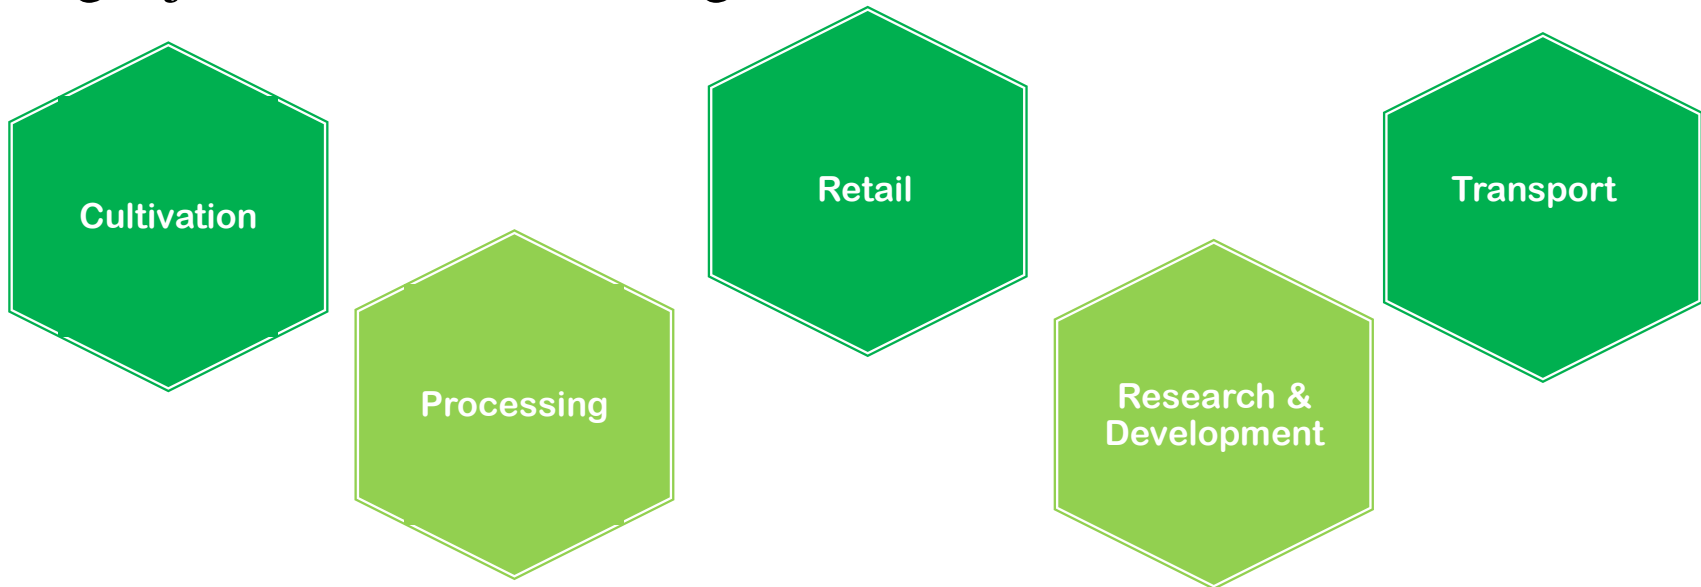 Cultivation
Processing
Retail
Research &
Development
Transport